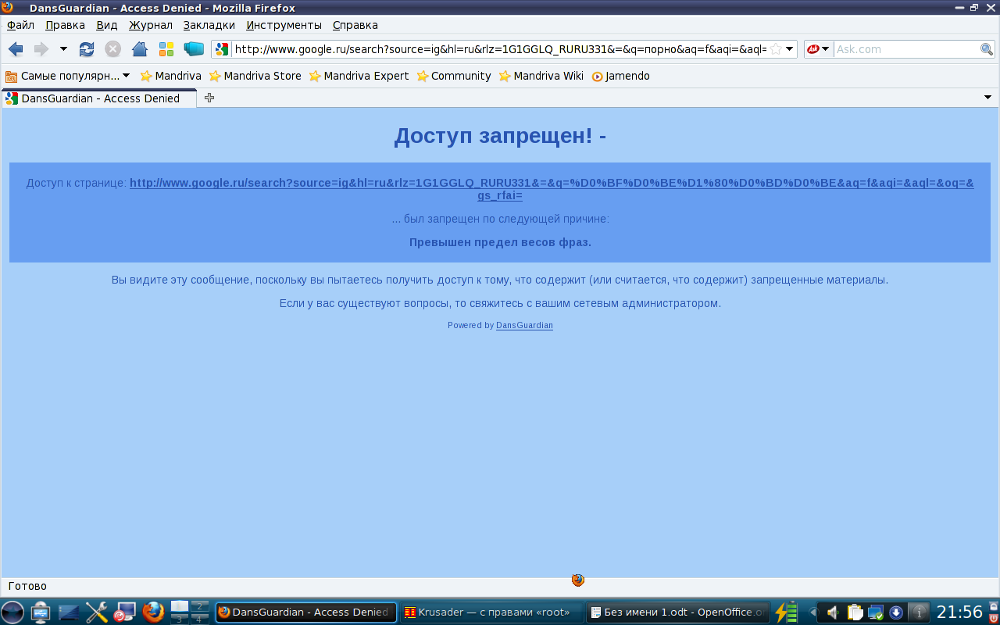 DansGuardian - Access Denied - Mozilla Firefox
Файл Правка Вид Журнал Закладки Инструменты Справка
http://www.google.ru/search?source=ig&hl=ru&rlz=1G1GGLQ_RURU331&=&q=порно&aq=f&aqi=&aql= Ask Ask.com
Самые популярн... Mandriva Mandriva Store Mandriva Expert Community Mandriva Wiki Jamendo
DansGuardian - Access Denied
Доступ запрещен! -
Доступ к странице: http://www.google.ru/search?source=ig&hl=ru&rlz=1G1GGLQ_RURU331&=&q=%D0%BF%D0%BE%D1%80%D0%BD%D0%BE&aq=f&aqi=&aql=&oq=&
gs_rfai=
... был запрещен по следующей причине:
Превышен предел весов фраз.
Вы видите эту сообщение, поскольку вы пытаетесь получить доступ к тому, что содержит (или считается, что содержит) запрещенные материалы.
Если у вас существуют вопросы, то свяжитесь с вашим сетевым администратором.
Powered by DansGuardian
Готово
2
3 4
DansGuardian - Access Denied Krusader — с правами «root» Без имени 1.odt - OpenOffice.o 21:56